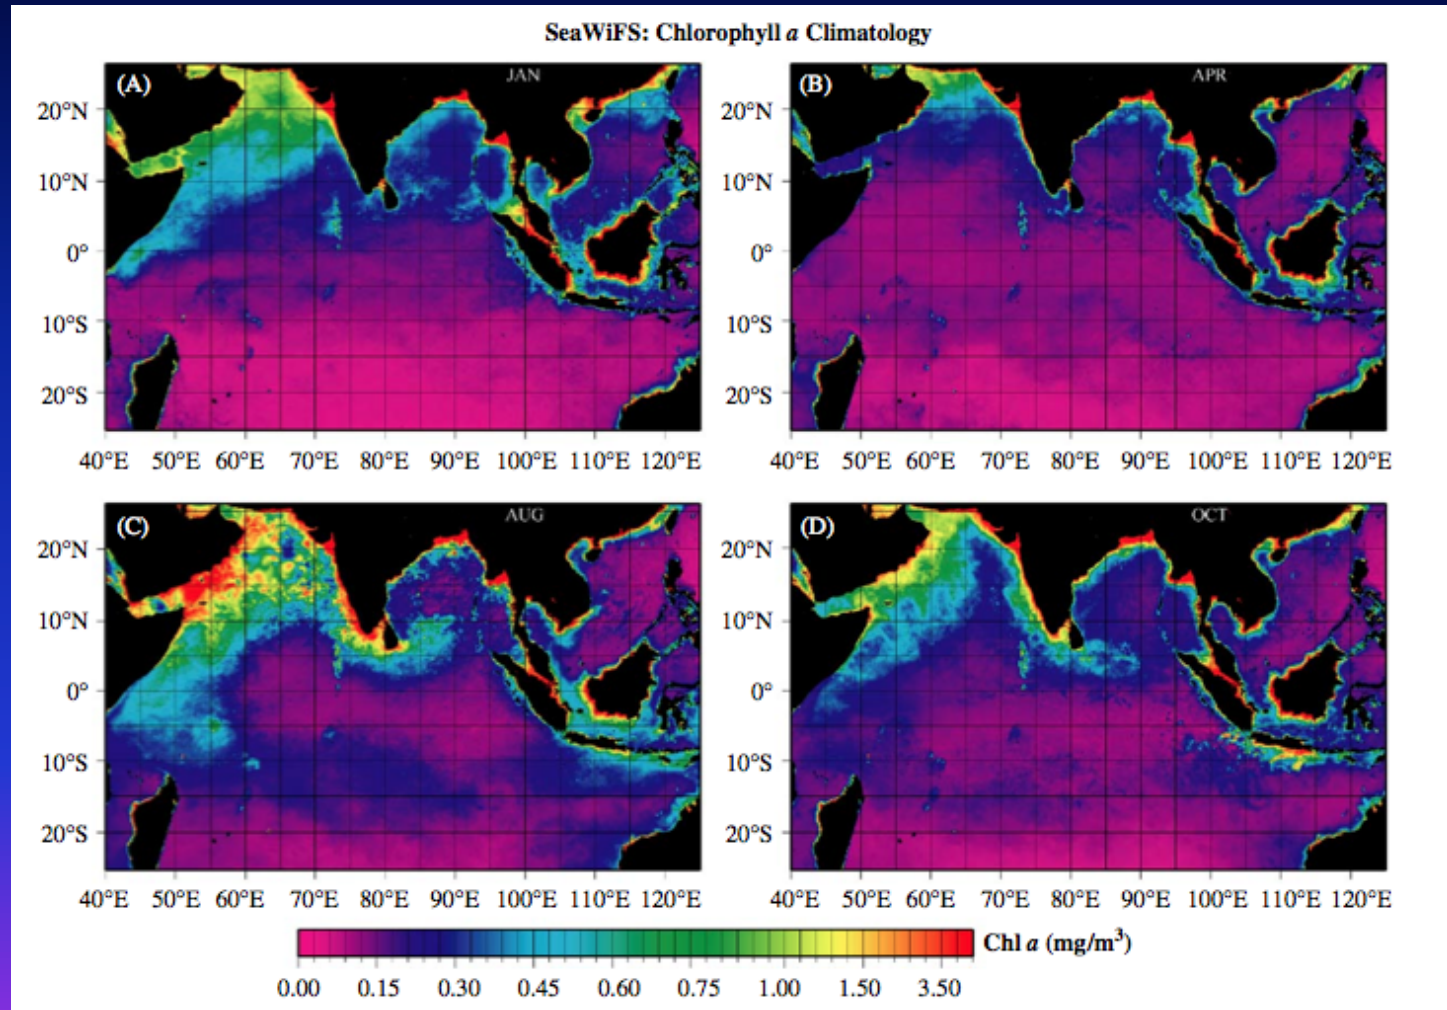 SeaWiFS: Chlorophyll a Climatology
(A) JAN
20°N
10°N
0°
10°S
20°S
40°E 50°E 60°E 70°E 80°E 90°E 100°E 110°E 120°E
(B) APR
20°N
10°N
0°
10°S
20°S
40°E 50°E 60°E 70°E 80°E 90°E 100°E 110°E 120°E
(C) AUG
20°N
10°N
0°
10°S
20°S
40°E 50°E 60°E 70°E 80°E 90°E 100°E 110°E 120°E
(D) OCT
20°N
10°N
0°
10°S
20°S
40°E 50°E 60°E 70°E 80°E 90°E 100°E 110°E 120°E
Chl a (mg/m³)
0.00 0.15 0.30 0.45 0.60 0.75 1.00 1.50 3.50